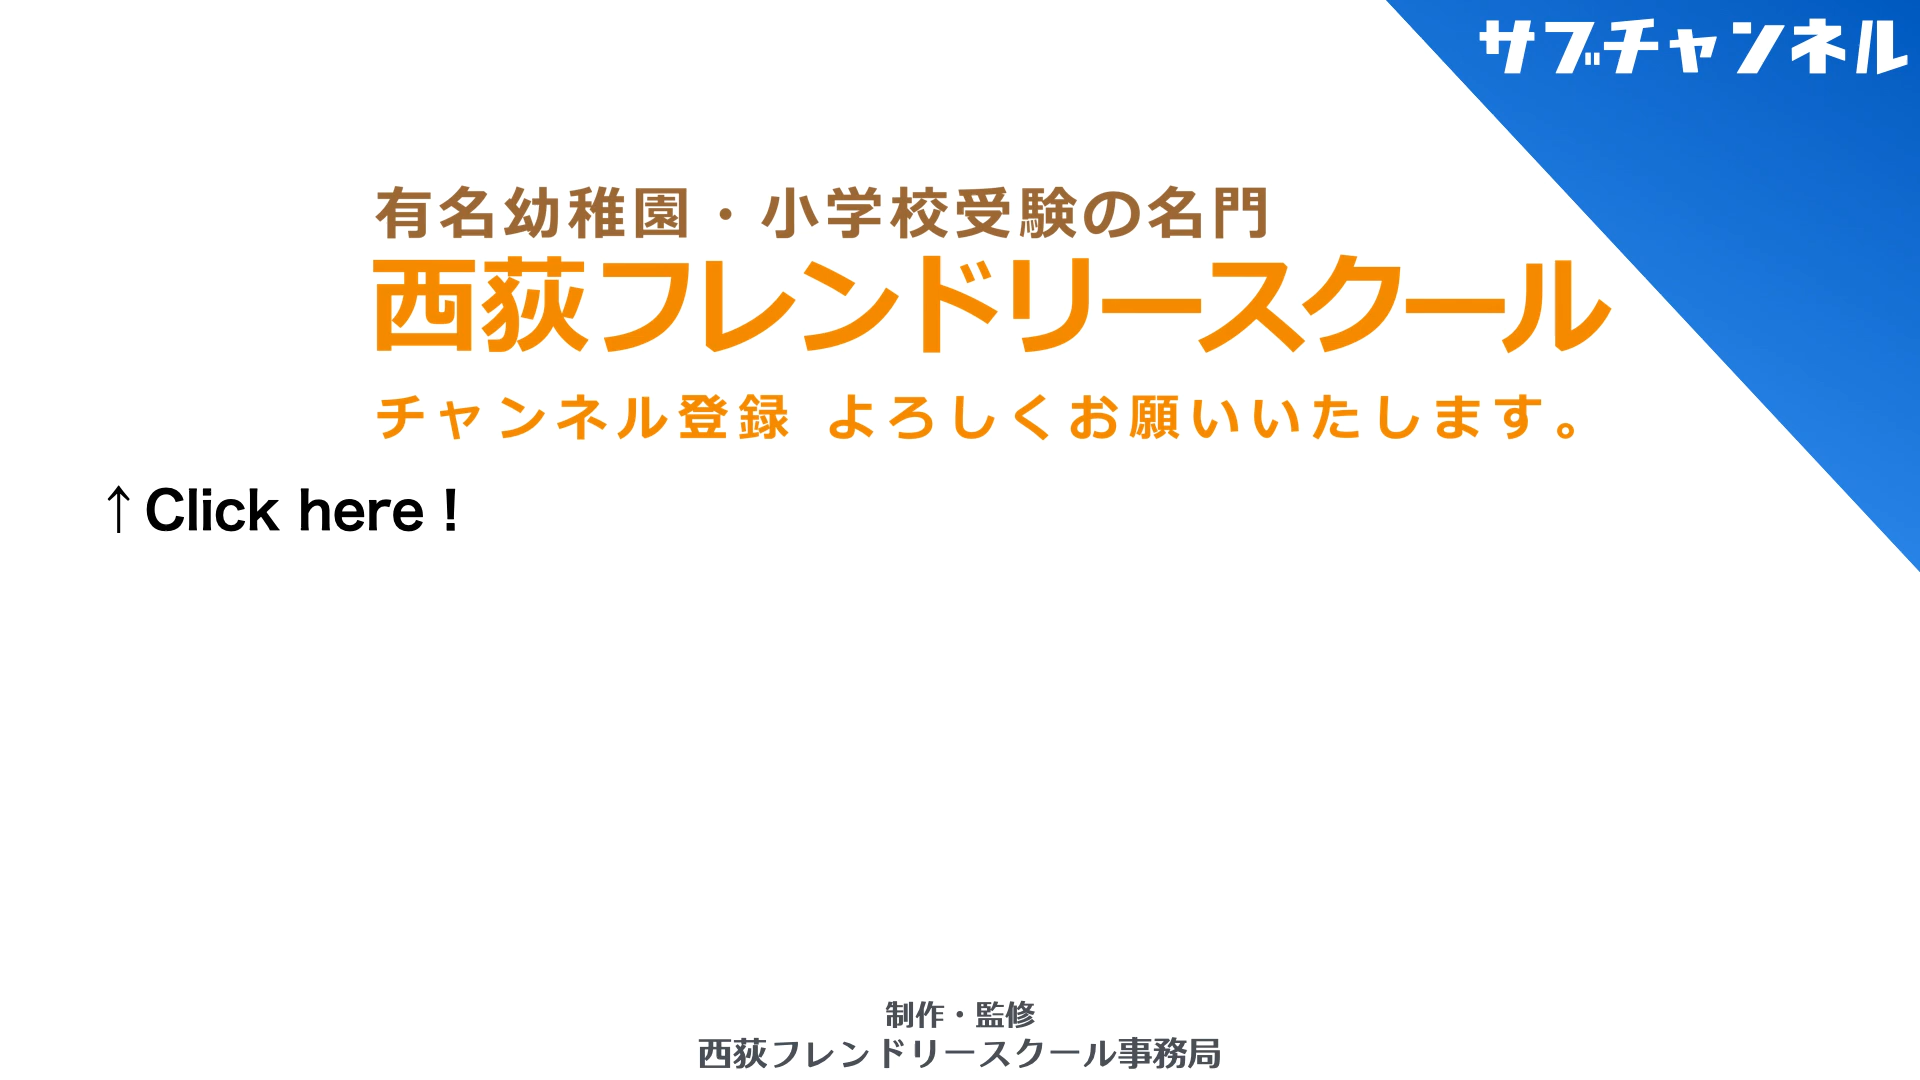 サブチャンネル
有名幼稚園・小学校受験の名門
西荻フレンドリースクール
チャンネル登録 よろしくお願いいたします。
↑Click here !
制作・監修
西荻フレンドリースクール事務局